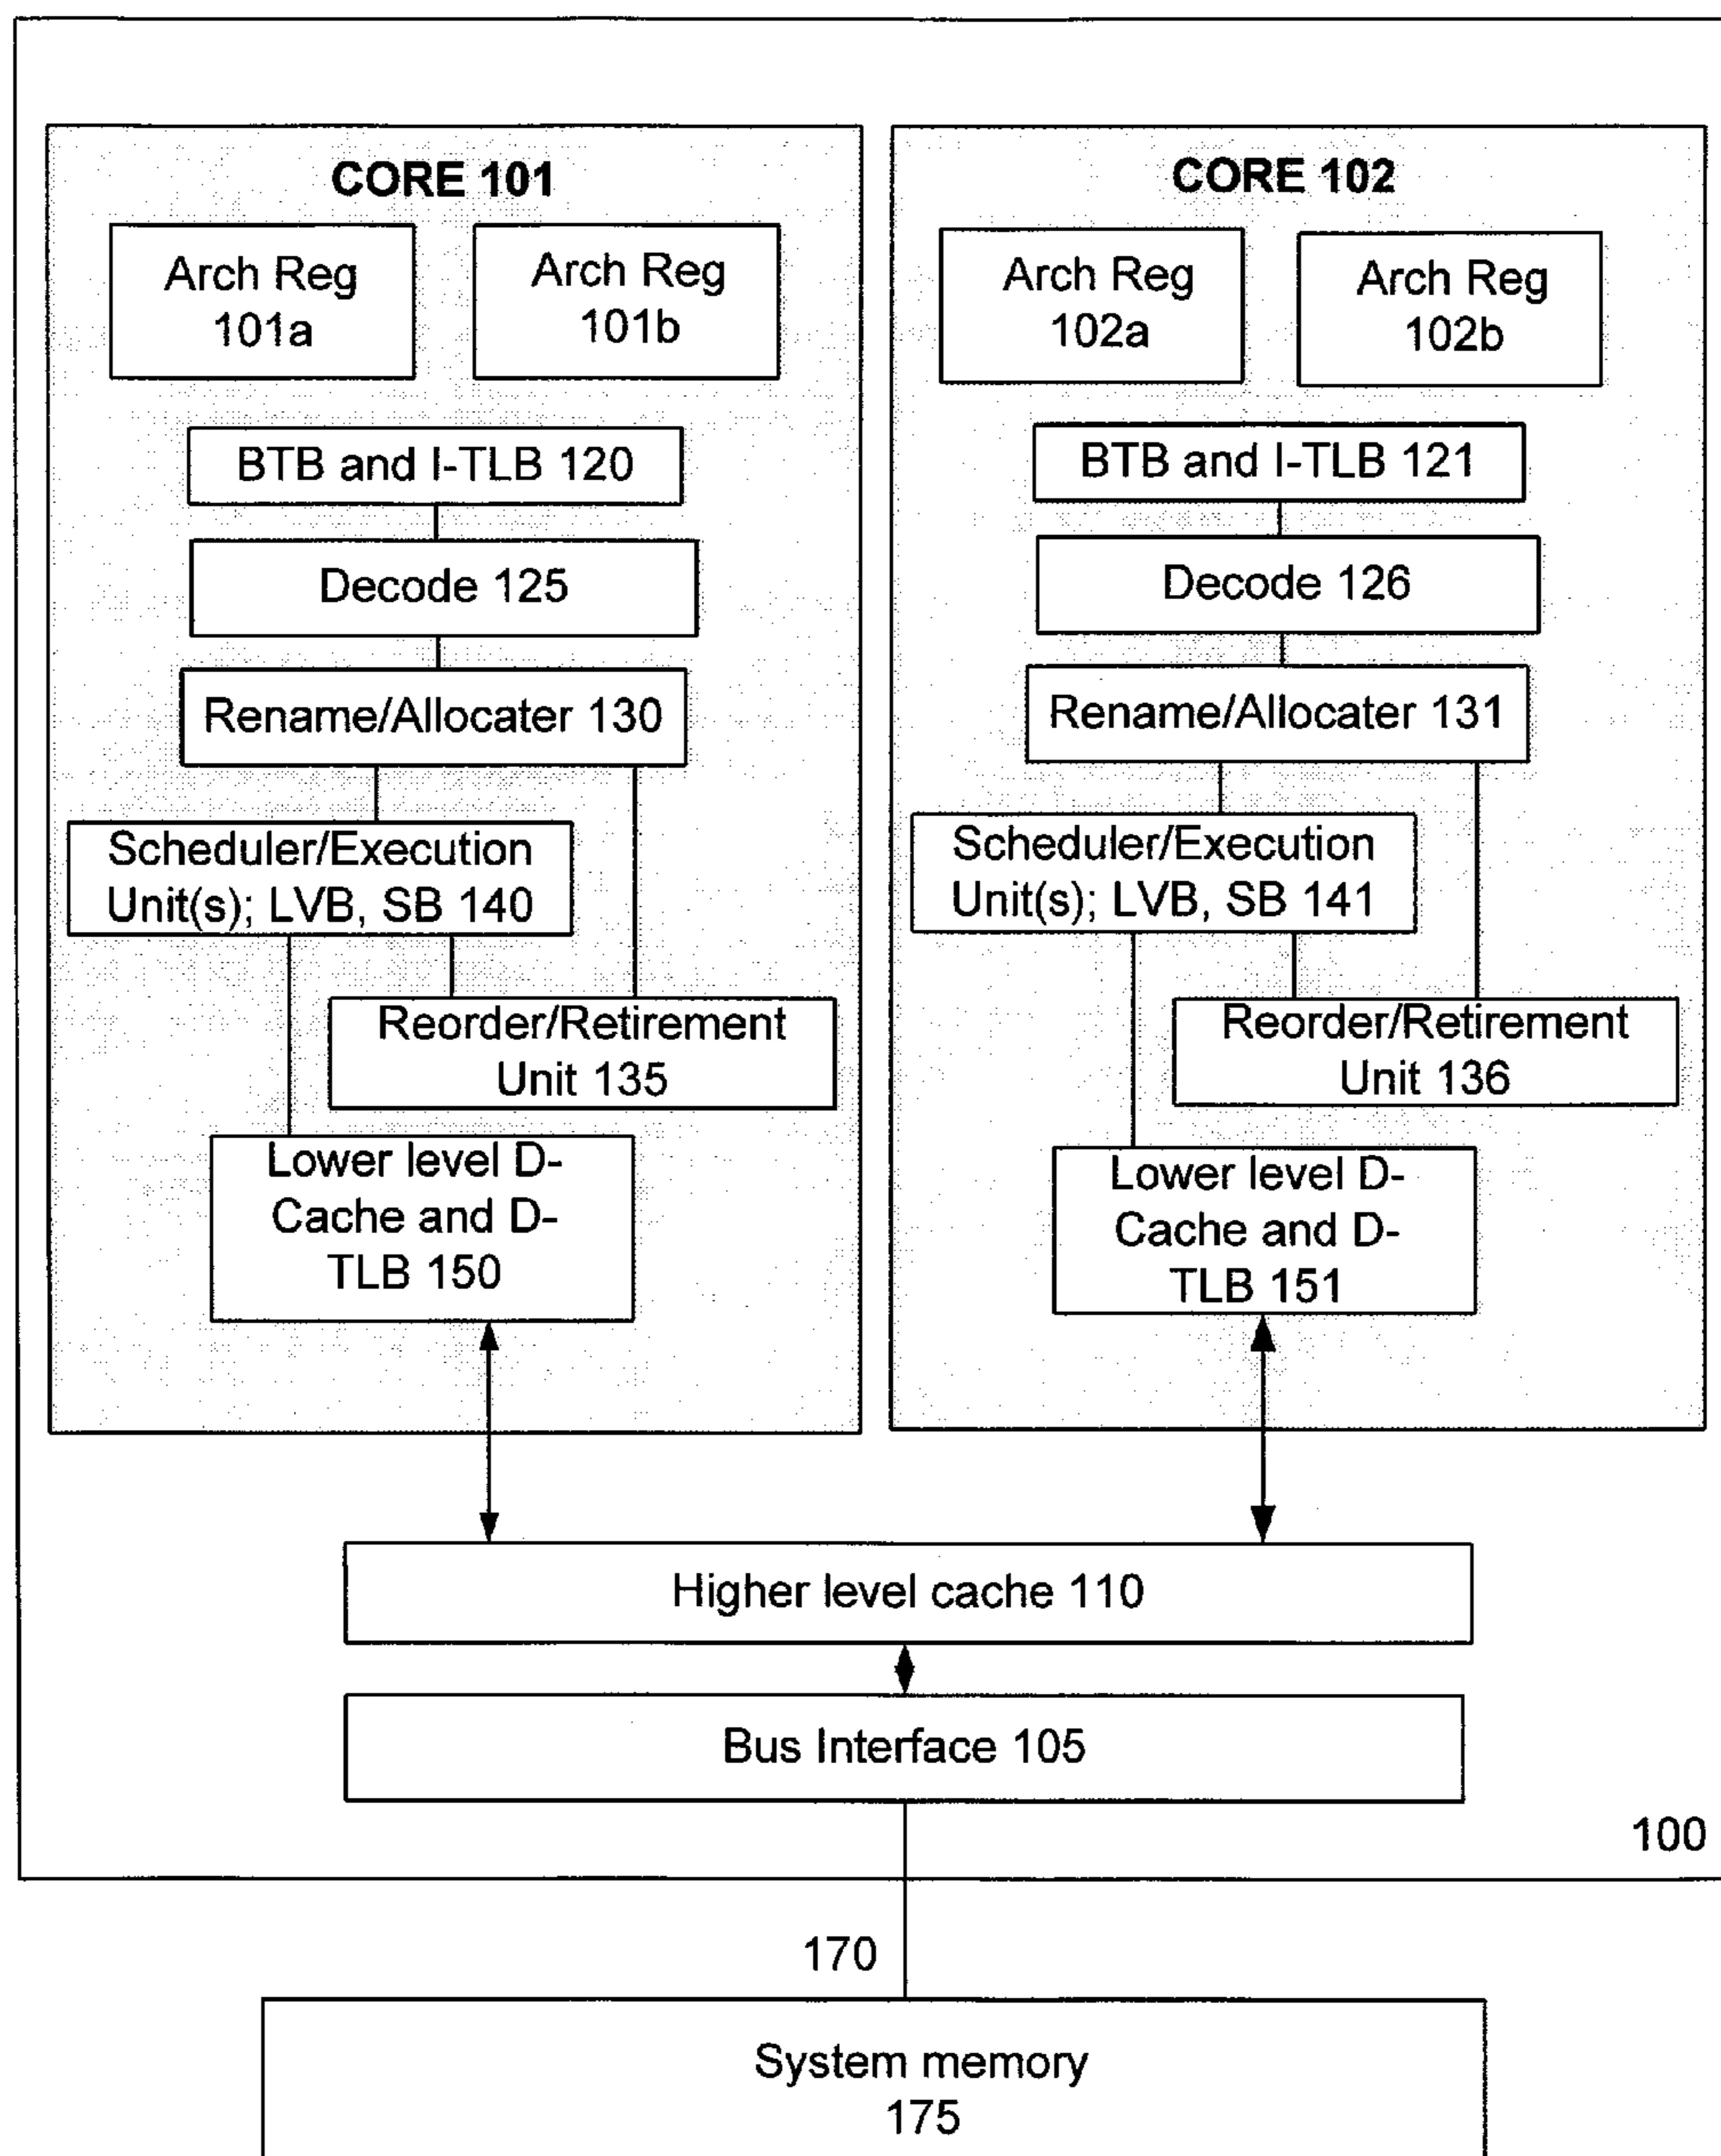 CORE 101
Arch Reg
101a
Arch Reg
101b
BTB and I-TLB 120
Decode 125
Rename/Allocater 130
Scheduler/Execution
Unit(s); LVB, SB 140
Reorder/Retirement
Unit 135
Lower level D-
Cache and D-
TLB 150
CORE 102
Arch Reg
102a
Arch Reg
102b
BTB and I-TLB 121
Decode 126
Rename/Allocater 131
Scheduler/Execution
Unit(s); LVB, SB 141
Reorder/Retirement
Unit 136
Lower level D-
Cache and D-
TLB 151
Higher level cache 110
Bus Interface 105
100
170
System memory
175